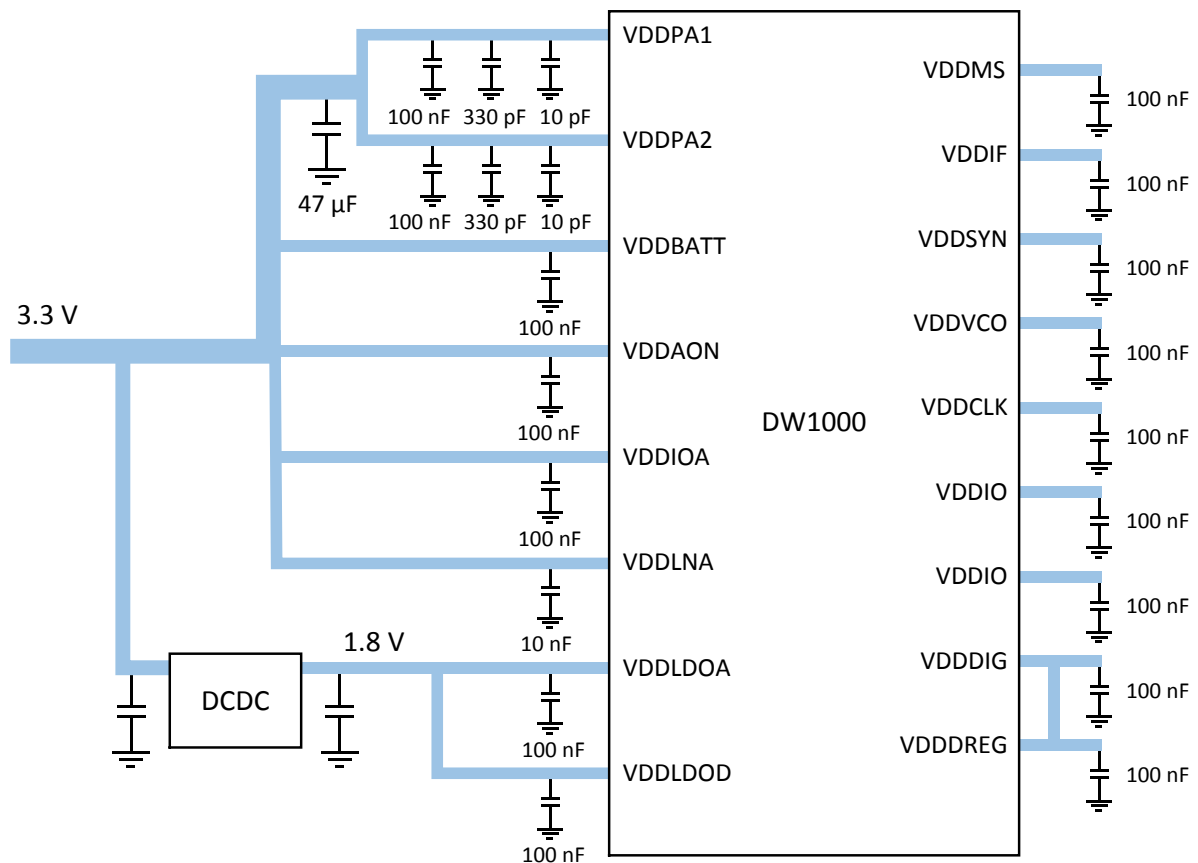 VDDPA1
100 nF 330 pF 10 pF
VDDPA2
47 µF
100 nF 330 pF 10 pF
VDDBATT
100 nF
3.3 V
VDDAON
100 nF
VDDIOA
100 nF
VDDLNA
10 nF
1.8 V
DCDC
VDDLDOA
100 nF
VDDLDOD
100 nF
DW1000
VDDMS
100 nF
VDDIF
100 nF
VDDSYN
100 nF
VDDVCO
100 nF
VDDCLK
100 nF
VDDIO
100 nF
VDDIO
100 nF
VDDDIG
100 nF
VDDDREG
100 nF